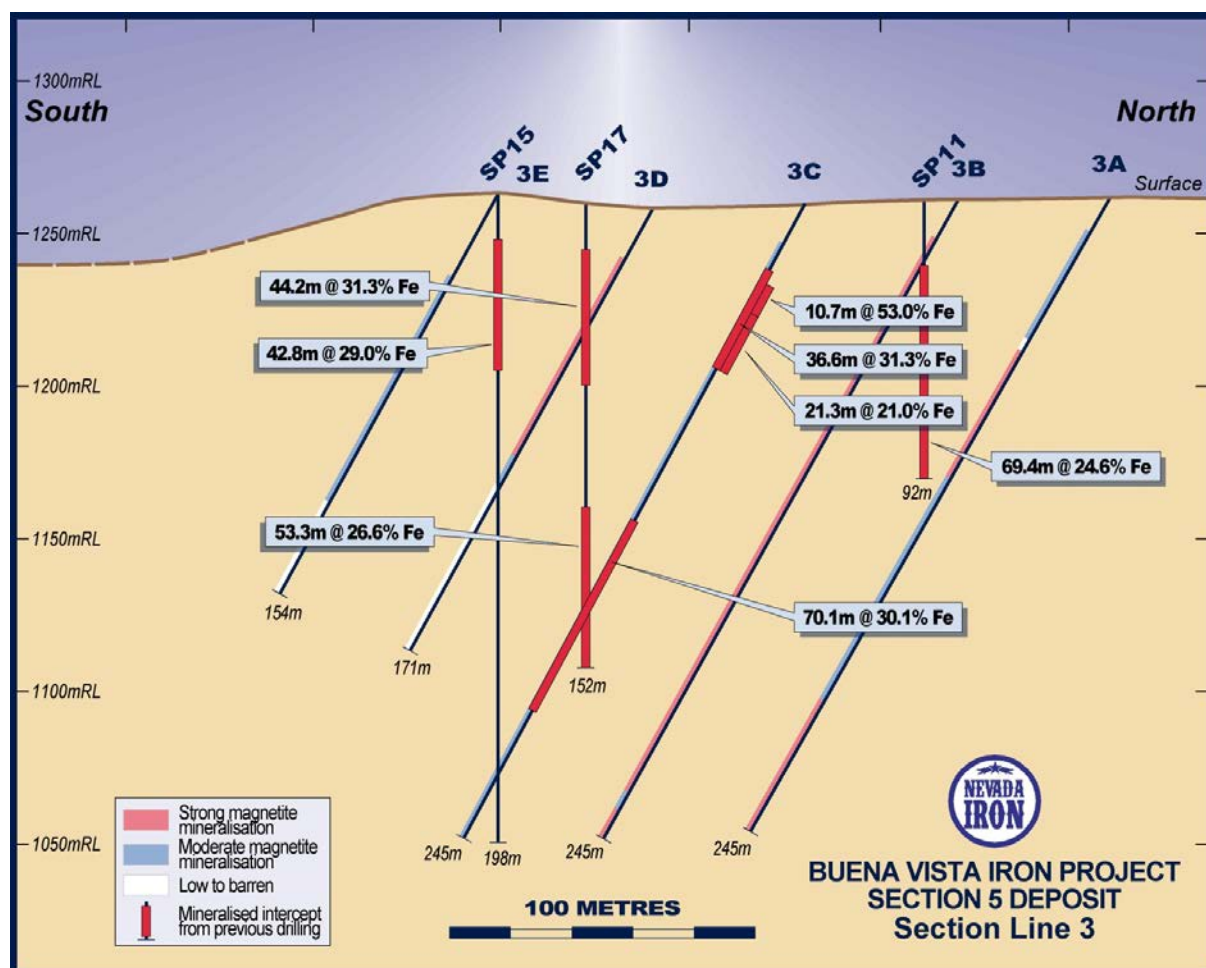 1300mRL
South
North
SP15
3E
SP17
3D
3C
SP11
3B
3A
Surface
1250mRL
44.2m @ 31.3% Fe
10.7m @ 53.0% Fe
42.8m @ 29.0% Fe
36.6m @ 31.3% Fe
1200mRL
21.3m @ 21.0% Fe
69.4m @ 24.6% Fe
92m
1150mRL
53.3m @ 26.6% Fe
154m
70.1m @ 30.1% Fe
171m
1100mRL
152m
1050mRL
245m
198m
245m
245m
Strong magnetite
mineralisation
Moderate magnetite
mineralisation
Low to barren
Mineralised intercept
from previous drilling
100 METRES
NEVADA
IRON
BUENA VISTA IRON PROJECT
SECTION 5 DEPOSIT
Section Line 3